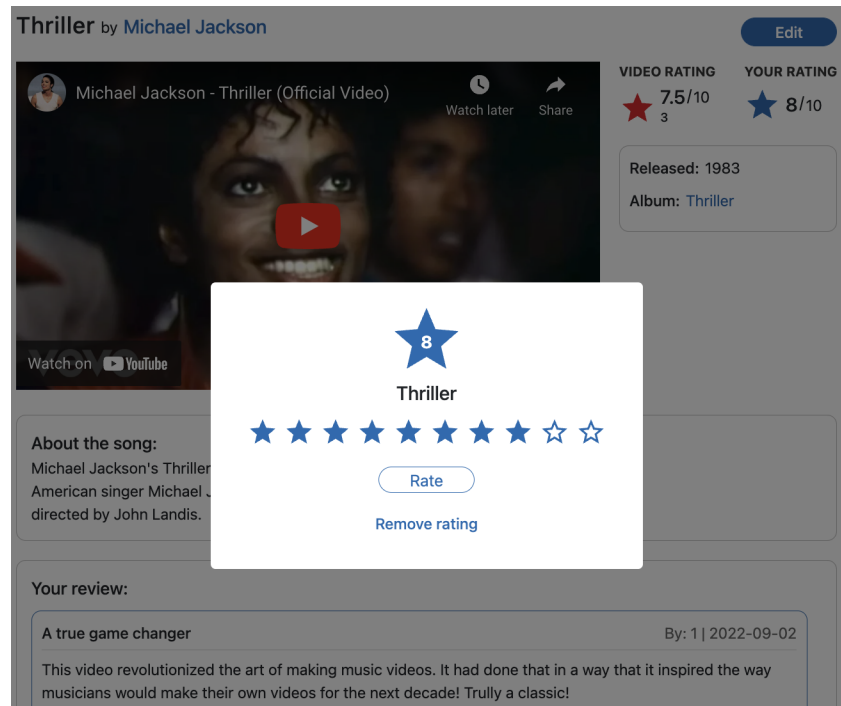 Thriller by Michael Jackson
Edit
Michael Jackson - Thriller (Official Video)
Watch later
Share
Watch on YouTube
VIDEO RATING
7.5/10
3
YOUR RATING
8/10
Released: 1983
Album: Thriller
8
Thriller
Rate
Remove rating
About the song:
Michael Jackson's Thriller
American singer Michael
directed by John Landis.
Your review:
A true game changer
By: 1 | 2022-09-02
This video revolutionized the art of making music videos. It had done that in a way that it inspired the way
musicians would make their own videos for the next decade! Trully a classic!